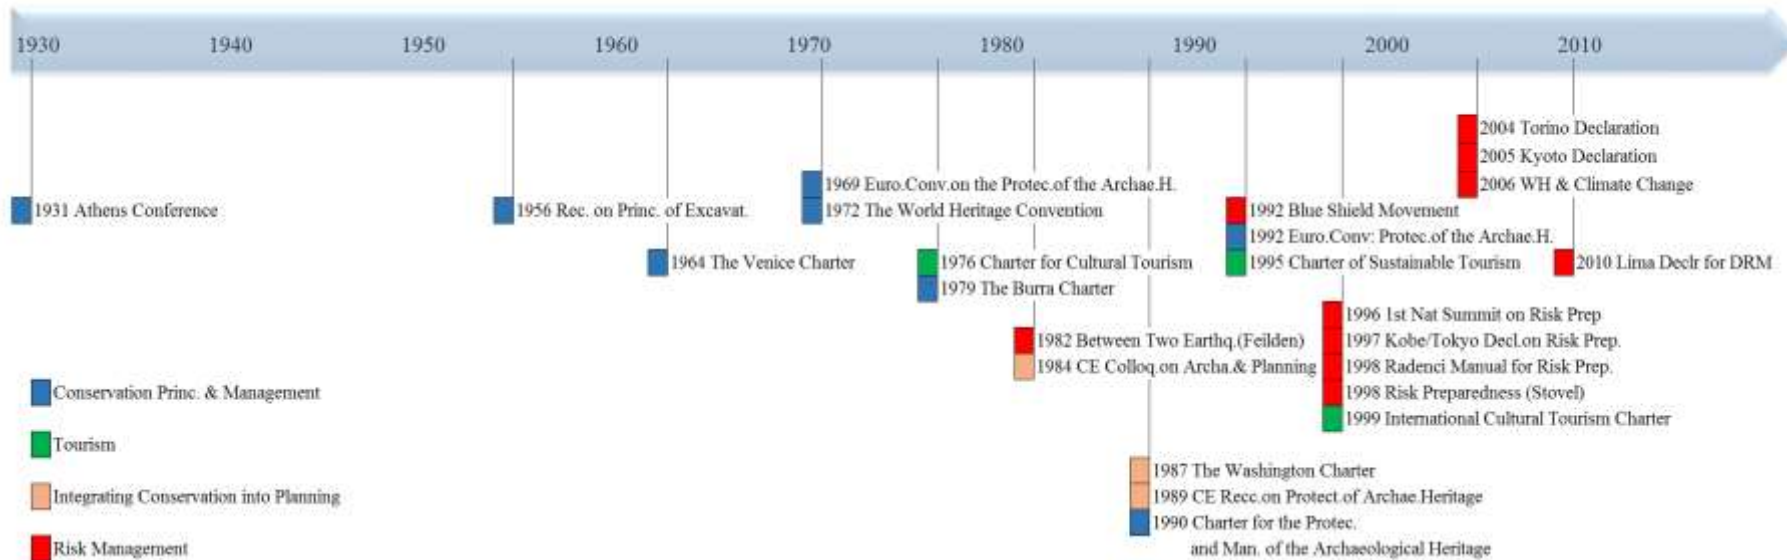 1930 1940 1950 1960 1970 1980 1990 2000 2010
2004 Torino Declaration
2005 Kyoto Declaration
2006 WH & Climate Change
1931 Athens Conference
1956 Rec. on Princ. of Excavat.
1964 The Venice Charter
1969 Euro.Conv.on the Protec.of the Archae.H.
1972 The World Heritage Convention
1976 Charter for Cultural Tourism
1979 The Burra Charter
1982 Between Two Earthq.(Feilden)
1984 CE Colloq.on Archa.& Planning
1987 The Washington Charter
1989 CE Recc.on Protect.of Archae.Heritage
1990 Charter for the Protec.
and Man. of the Archaeological Heritage
1992 Blue Shield Movement
1992 Euro.Conv: Protec.of the Archae.H.
1995 Charter of Sustainable Tourism
1996 1st Nat Summit on Risk Prep
1997 Kobe/Tokyo Decl.on Risk Prep.
1998 Radenci Manual for Risk Prep.
1998 Risk Preparedness (Stovel)
1999 International Cultural Tourism Charter
2010 Lima Declr for DRM
Conservation Princ. & Management
Tourism
Integrating Conservation into Planning
Risk Management